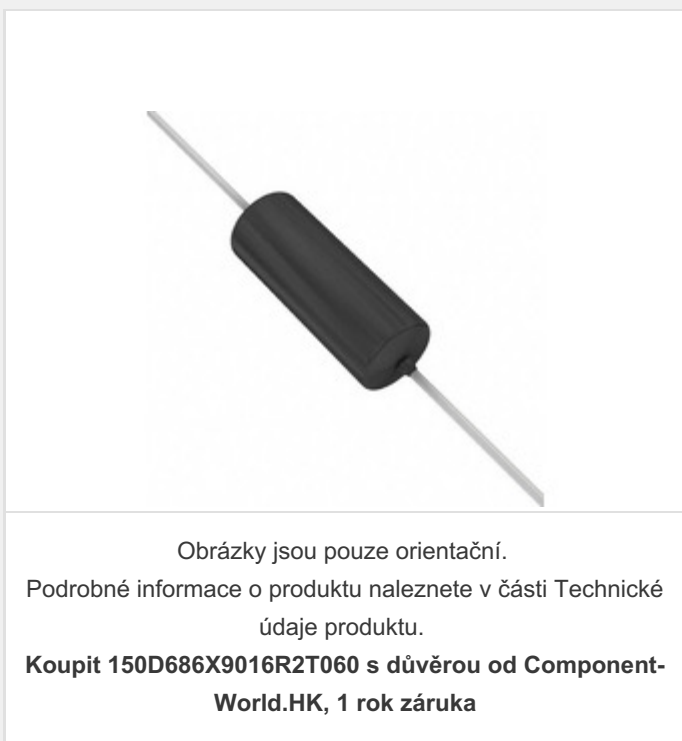 Obrázky jsou pouze orientační.
Podrobné informace o produktu naleznete v části Technické
údaje produktu.
Koupit 150D686X9016R2T060 s důvěrou od Component-
World.HK, 1 rok záruka